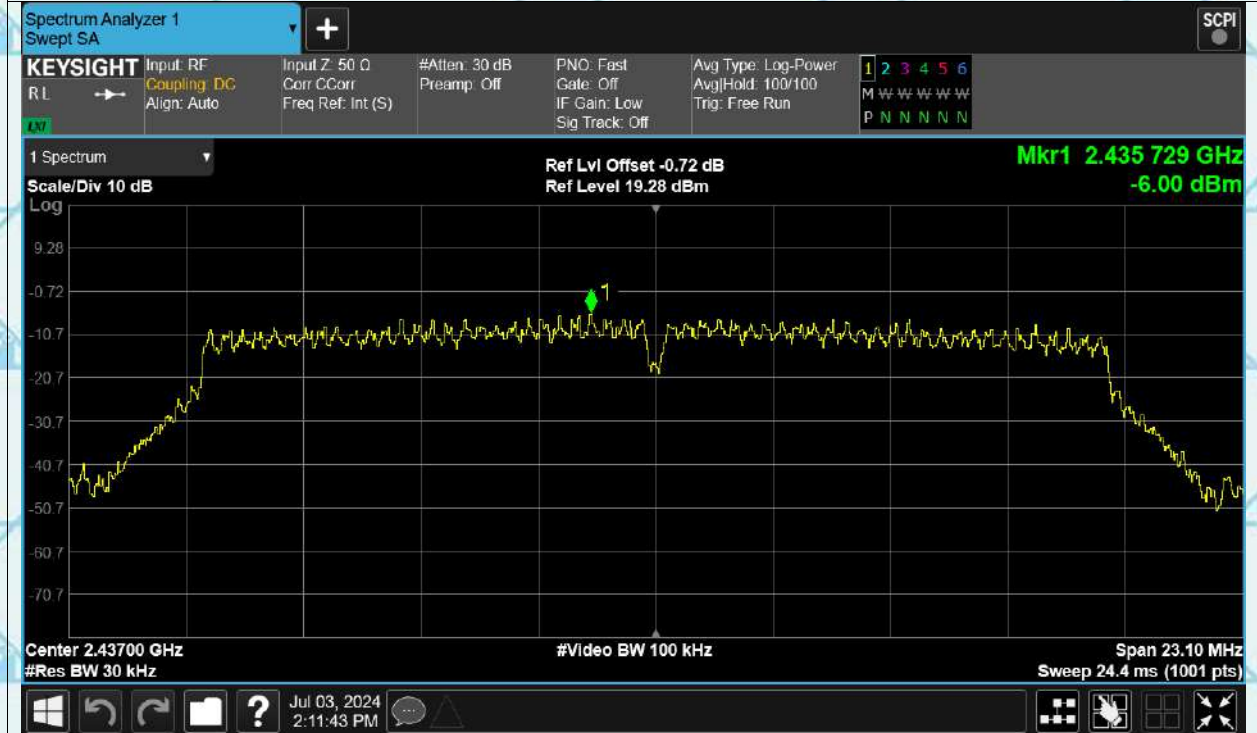 Spectrum Analyzer 1
Swept SA
+
SCPI
KEYSIGHT
R L
LXI
Input: RF
Coupling: DC
Align: Auto
Input Z: 50 Ω
Corr CCorr
Freq Ref: Int (S)
#Atten: 30 dB
Preamp: Off
PNO: Fast
Gate: Off
IF Gain: Low
Sig Track: Off
Avg Type: Log-Power
Avg|Hold: 100/100
Trig: Free Run
1 2 3 4 5 6
M W W W W W W
P N N N N N N
1 Spectrum
Scale/Div 10 dB
Log
Ref Lvl Offset -0.72 dB
Ref Level 19.28 dBm
Mkr1 2.435 729 GHz
-6.00 dBm
1
9.28
-0.72
-10.7
-20.7
-30.7
-40.7
-50.7
-60.7
-70.7
Center 2.43700 GHz
#Res BW 30 kHz
#Video BW 100 kHz
Span 23.10 MHz
Sweep 24.4 ms (1001 pts)
?
Jul 03, 2024
2:11:43 PM